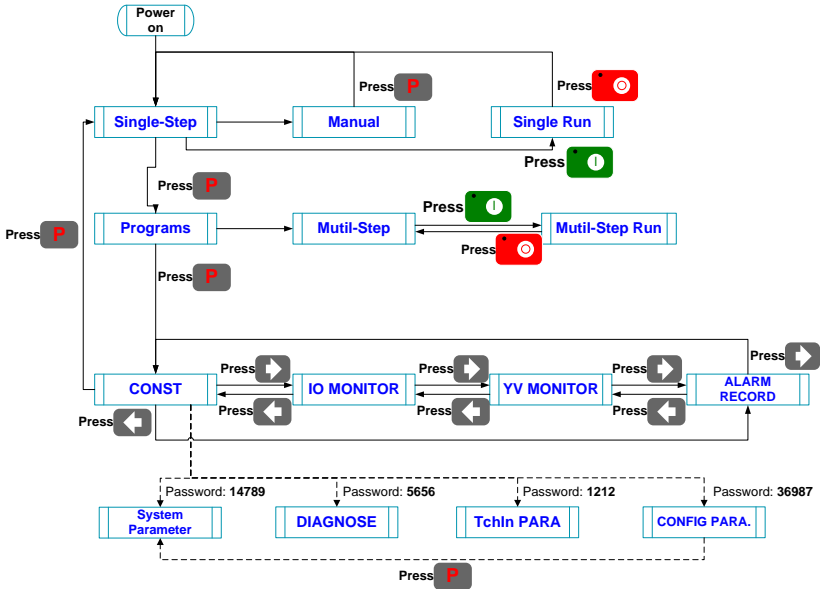 Power
on
Press P
Press
Single-Step
Manual
Single Run
Press
Press P
Press
Press P
Programs
Mutil-Step
Mutil-Step Run
Press
Press P
Press
Press
Press
Press
CONST
IO MONITOR
YV MONITOR
ALARM
RECORD
Press
Press
Press
Press
Password: 14789
Password: 5656
Password: 1212
Password: 36987
System
Parameter
DIAGNOSE
TchIn PARA
CONFIG PARA.
Press P